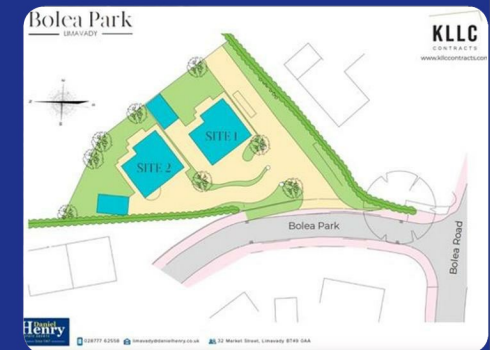 Bolea Park
LIMAVADY
KLLC
CONTRACTS
www.kllccontracts.com
SITE 1
SITE 2
Bolea Park
Bolea Road
Daniel
Henry
028777 62558 limavady@danielhenry.co.uk 32 Market Street, Limavady BT49 0AA